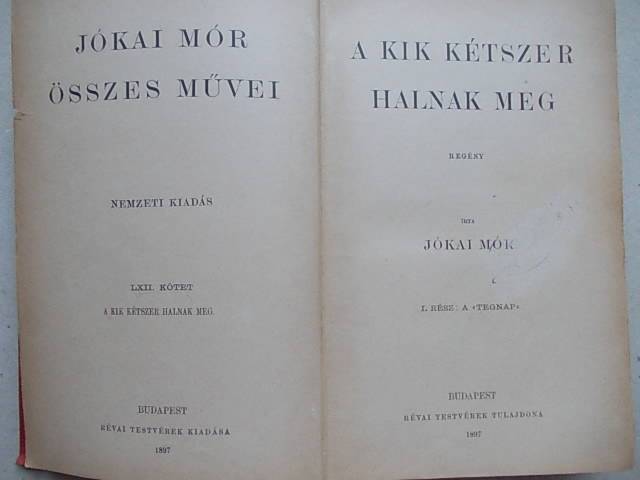 JÓKAI MÓR
ÖSSZES MŰVEI
NEMZETI KIADÁS
LXII. KÖTET
A KIK KÉTSZER HALNAK MEG.
BUDAPEST
RÉVAI TESTVÉREK KIADÁSA
1897
A KIK KÉTSZER
HALNAK MEG
REGÉNY
IRTA
JÓKAI MÓR
I. RÉSZ: A «TEGNAP»
BUDAPEST
RÉVAI TESTVÉREK TULAJDONA
1897